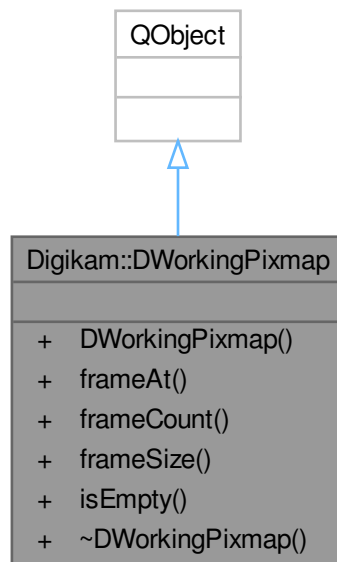 QObject
Digikam::DWorkingPixmap
+ DWorkingPixmap()
+ frameAt()
+ frameCount()
+ frameSize()
+ isEmpty()
+ ~DWorkingPixmap()